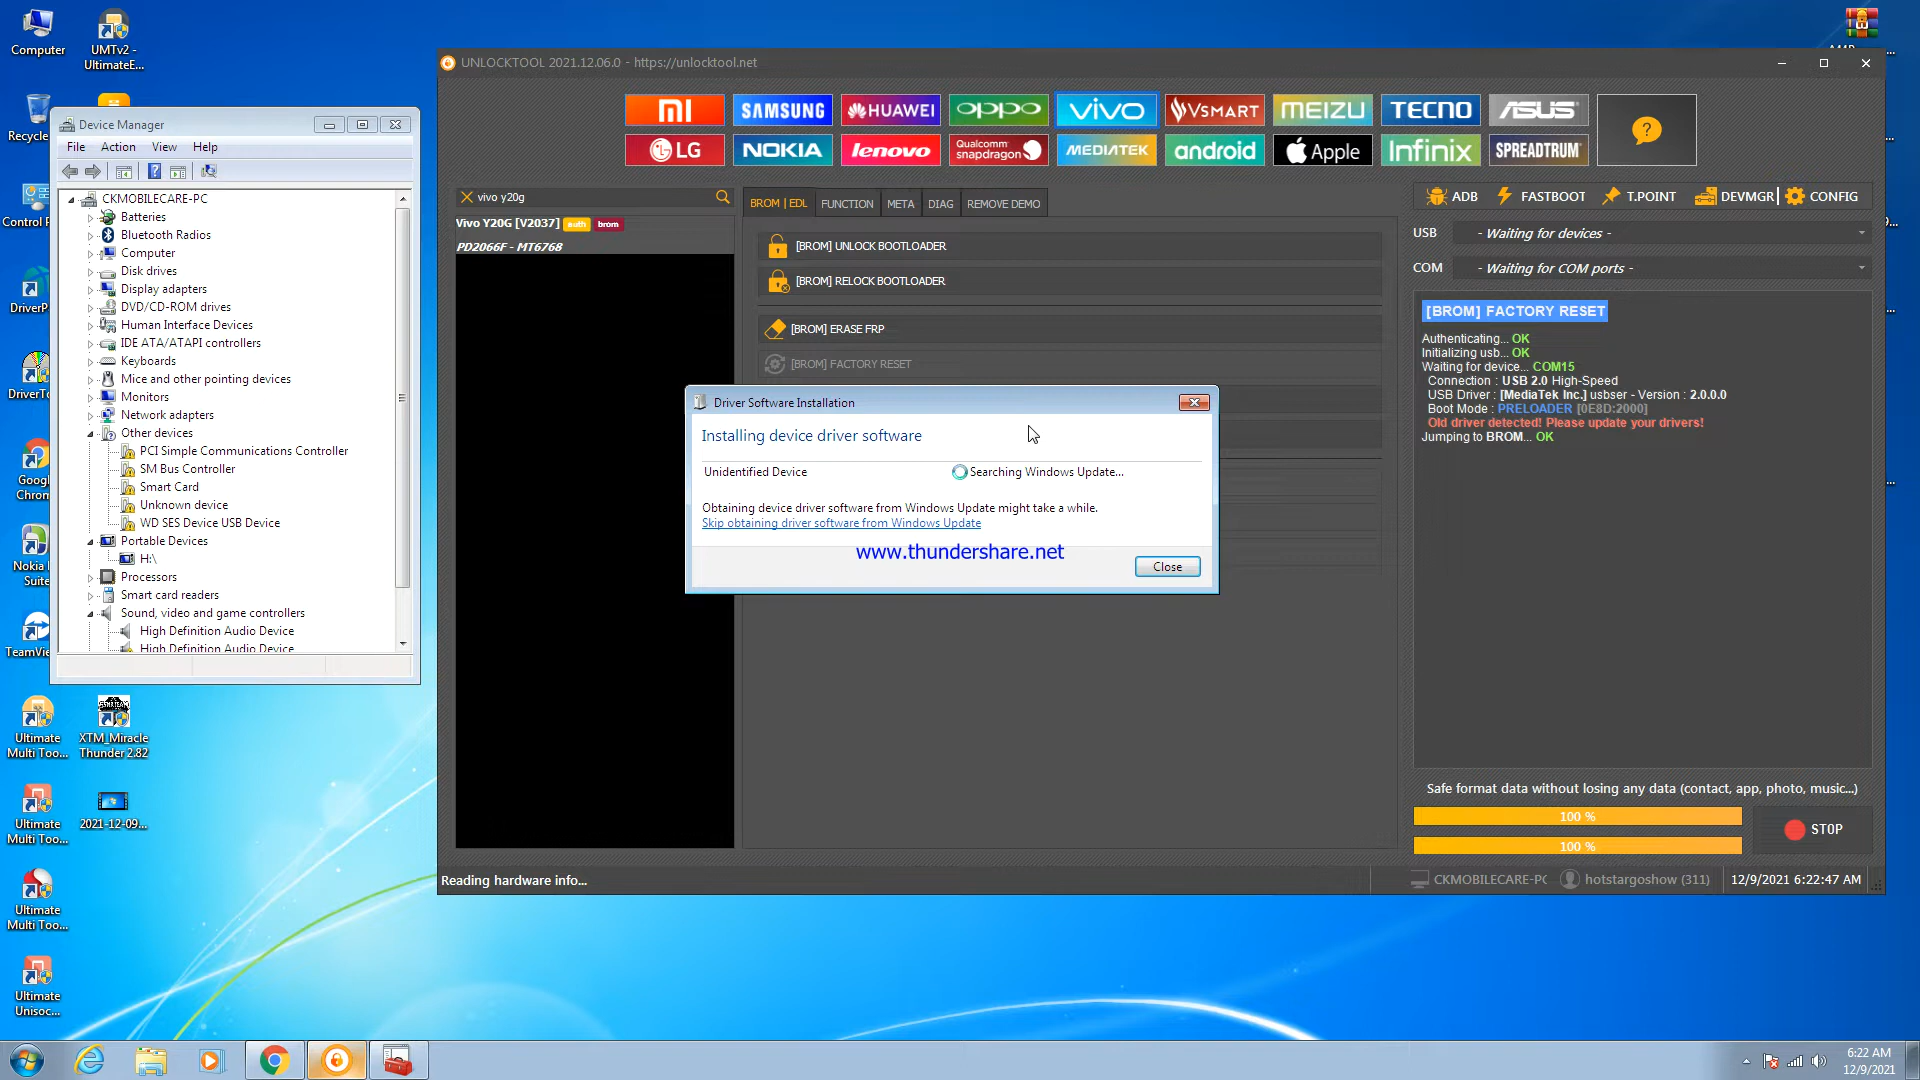 Computer
UMTv2 -
UltimateE...
UNLOCKTOOL 2021.12.06.0 - https://unlocktool.net
MI
SAMSUNG
HUAWEI
oppo
vivo
VSMART
MEIZU
TECNO
ASUS
?
LG
NOKIA
lenovo
Qualcomm
snapdragon
MEDIATEK
android
Apple
Infinix
SPREADTRUM
Recycle
Device Manager
File Action View Help
CKMOBILECARE-PC
Batteries
Bluetooth Radios
Computer
Disk drives
Display adapters
DVD/CD-ROM drives
Human Interface Devices
IDE ATA/ATAPI controllers
Keyboards
Mice and other pointing devices
Monitors
Network adapters
Other devices
PCI Simple Communications Controller
SM Bus Controller
Smart Card
Unknown device
WD SES Device USB Device
Portable Devices
H:\
Processors
Smart card readers
Sound, video and game controllers
High Definition Audio Device
High Definition Audio Device
Control P
DriverP
DriverTo
Googl
Chrom
Nokia
Suite
TeamVie
Ultimate
Multi Too...
XTM_Miracle
Thunder 2.82
Ultimate
Multi Too...
2021-12-09...
Ultimate
Multi Too...
Ultimate
Unisoc...
vivo y20g
Vivo Y20G [V2037] auth brom
PD2066F - MT6768
BROM | EDL FUNCTION META DIAG REMOVE DEMO
[BROM] UNLOCK BOOTLOADER
[BROM] RELOCK BOOTLOADER
[BROM] ERASE FRP
[BROM] FACTORY RESET
Driver Software Installation
Installing device driver software
Unidentified Device Searching Windows Update...
Obtaining device driver software from Windows Update might take a while.
Skip obtaining driver software from Windows Update
www.thundershare.net
Close
ADB FASTBOOT T.POINT DEVMGR CONFIG
USB - Waiting for devices -
COM - Waiting for COM ports -
[BROM] FACTORY RESET
Authenticating... OK
Initializing usb... OK
Waiting for device... COM15
Connection : USB 2.0 High-Speed
USB Driver : [MediaTek Inc.] usbser - Version : 2.0.0.0
Boot Mode : PRELOADER [0E8D:2000]
Old driver detected! Please update your drivers!
Jumping to BROM... OK
Safe format data without losing any data (contact, app, photo, music...)
100 %
100 %
STOP
Reading hardware info...
CKMOBILECARE-PC hotstargoshow (311) 12/9/2021 6:22:47 AM
6:22 AM
12/9/2021